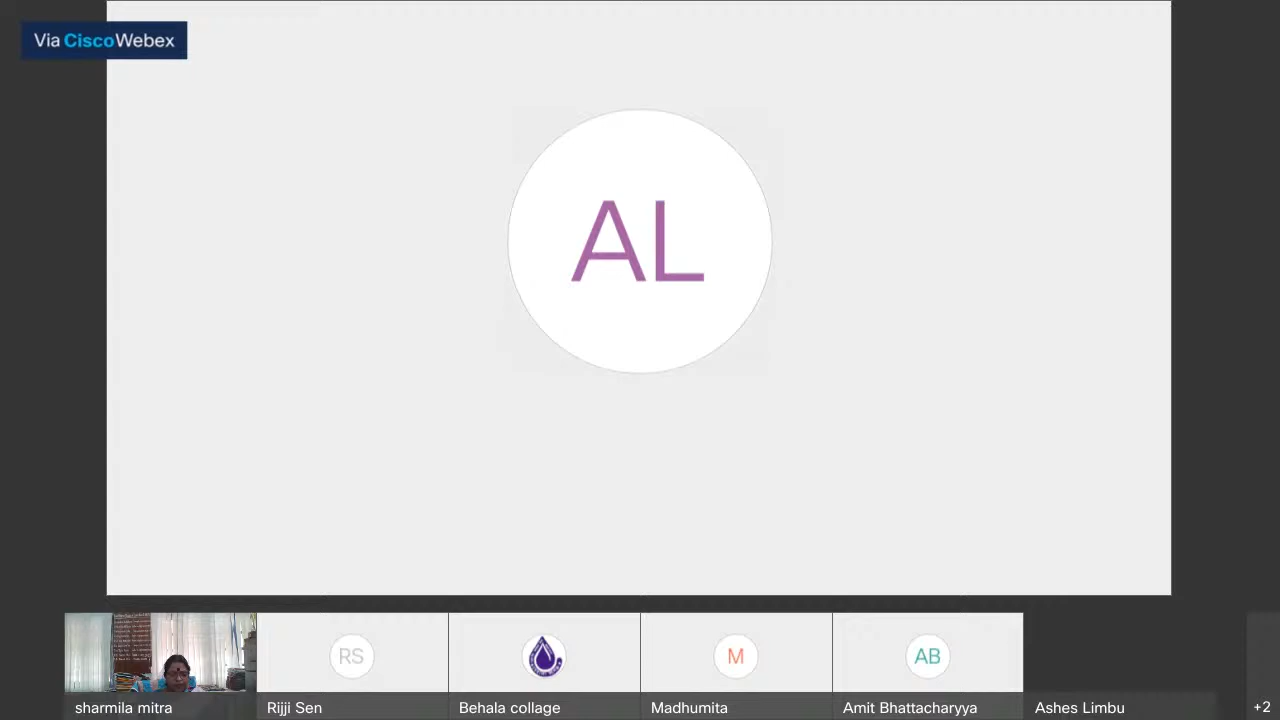 Via CiscoWebex
AL
RS
M
AB
sharmila mitra
Rijji Sen
Behala collage
Madhumita
Amit Bhattacharyya
Ashes Limbu
+2